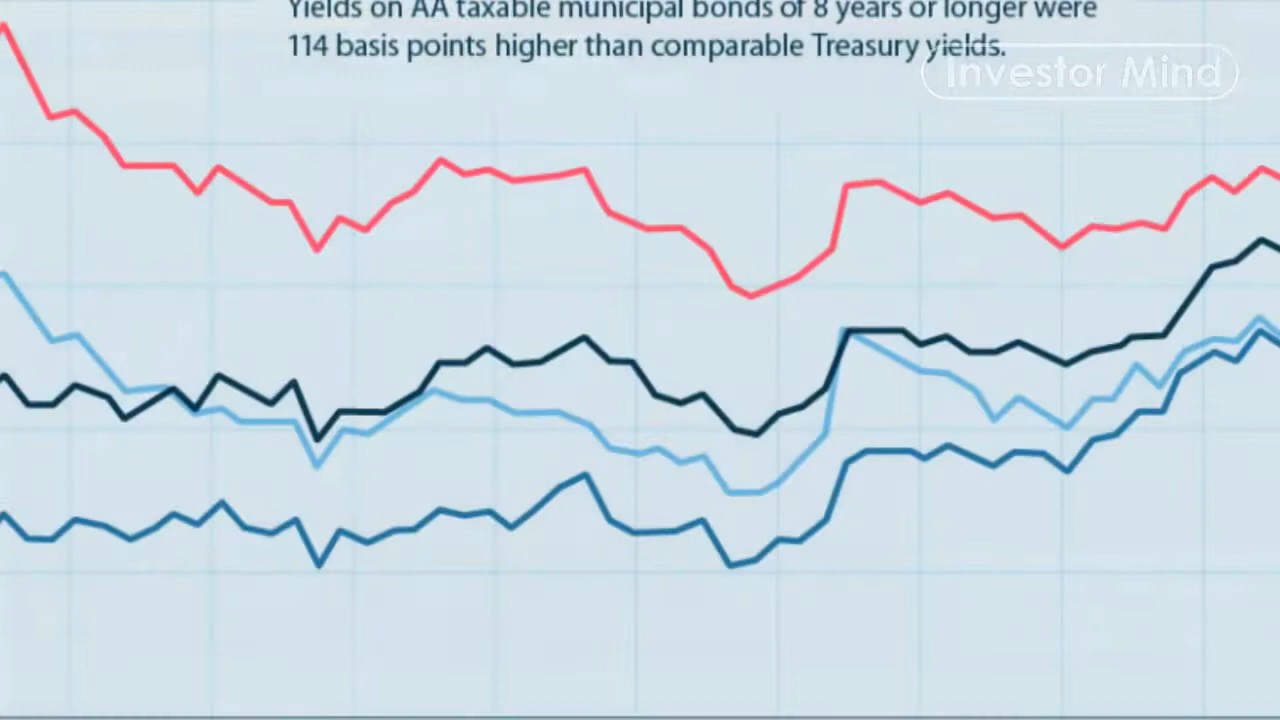 Yields on AA taxable municipal bonds of 8 years or longer were
114 basis points higher than comparable Treasury yields.
Investor Mind